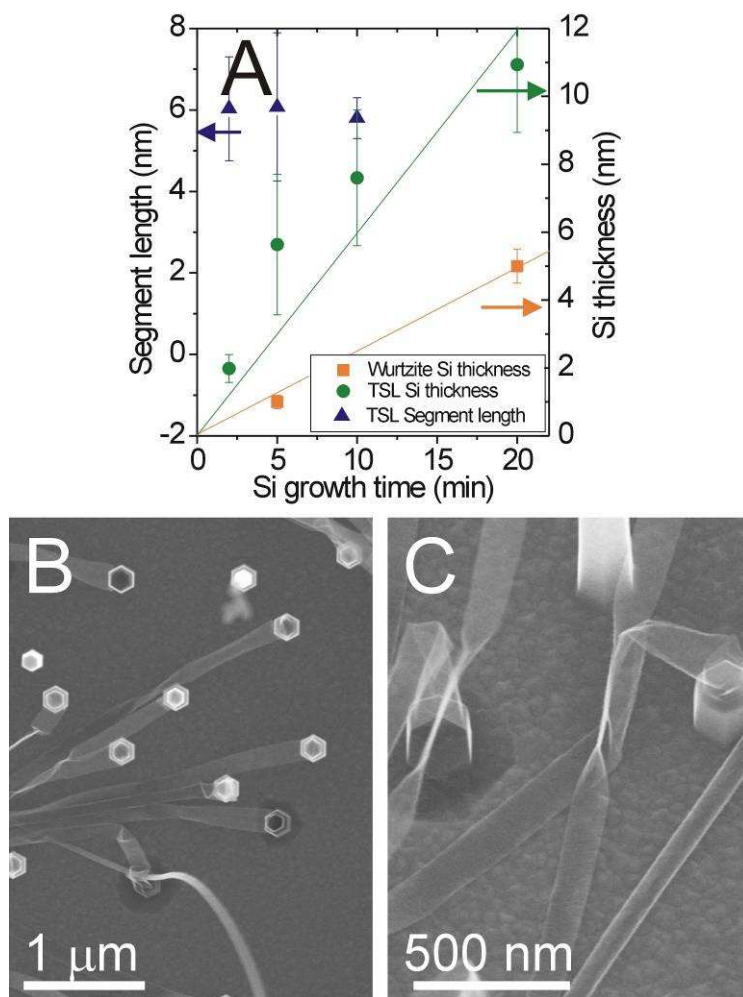 A
Segment length (nm)
8
6
4
2
0
-2
12
10
8
6
4
2
0
Si thickness (nm)
Wurtzite Si thickness
TSL Si thickness
TSL Segment length
0 5 10 15 20
Si growth time (min)
B
1 μm
C
500 nm